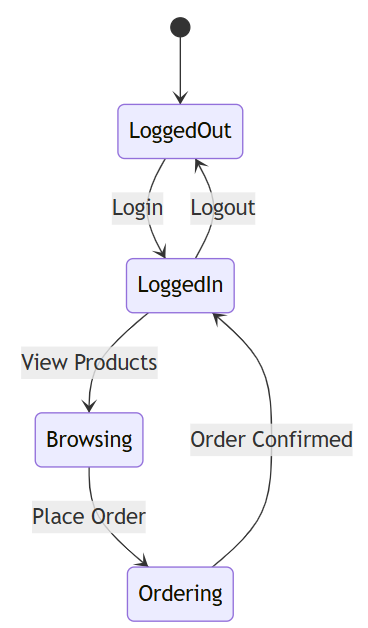 LoggedOut
Login
Logout
LoggedIn
View Products
Browsing
Order Confirmed
Place Order
Ordering